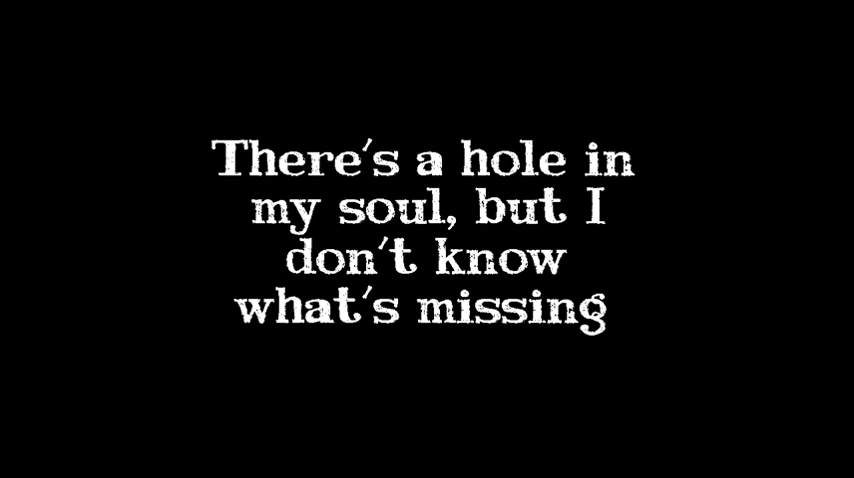 There's a hole in
my soul, but I
don't know
what's missing